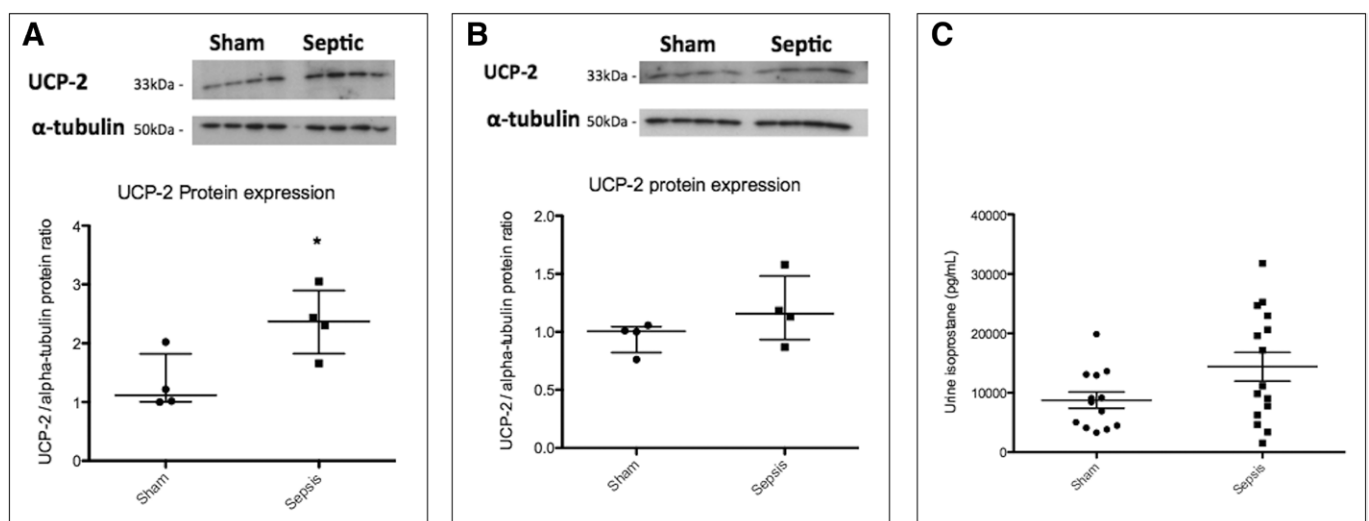 A
Sham Septic
UCP-2 33kDa -
α-tubulin 50kDa -
UCP-2 Protein expression
UCP-2 / alpha-tubulin protein ratio
4
*
3
2
1
0
Sham
Sepsis
B
Sham Septic
UCP-2 33kDa -
α-tubulin 50kDa -
UCP-2 protein expression
UCP-2 / alpha-tubulin protein ratio
2.0
1.5
1.0
0.5
0.0
Sham
Sepsis
C
Urine isoprostane (pg/mL)
40000
30000
20000
10000
0
Sham
Sepsis